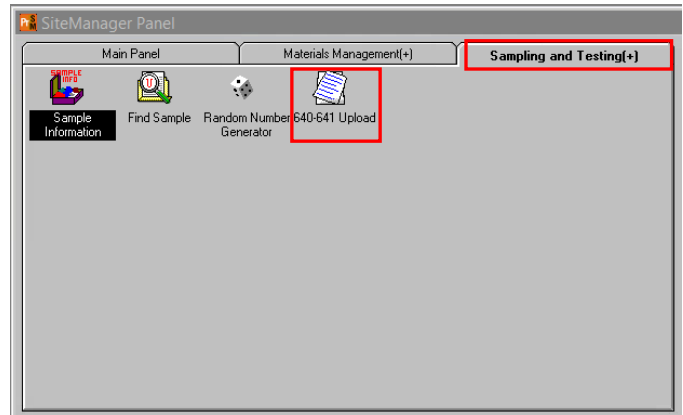 SiteManager Panel
Main Panel
Materials Management(+)
Sampling and Testing(+)
SAMPLE
INFO
Sample
Information
Find Sample
Random Number
Generator
640-641 Upload